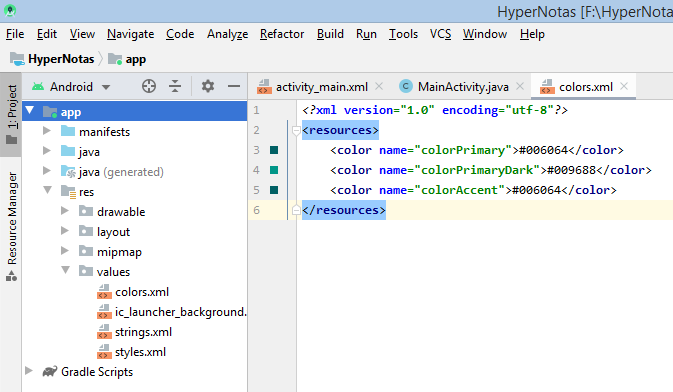 HyperNotas [F:\HyperNota
File Edit View Navigate Code Analyze Refactor Build Run Tools VCS Window Help
HyperNotas app
1: Project
Resource Manager
Android
app
manifests
java
java (generated)
res
drawable
layout
mipmap
values
colors.xml
ic_launcher_background.
strings.xml
styles.xml
Gradle Scripts
activity_main.xml MainActivity.java colors.xml
1 <?xml version="1.0" encoding="utf-8"?>
2 <resources>
3 <color name="colorPrimary">#006064</color>
4 <color name="colorPrimaryDark">#009688</color>
5 <color name="colorAccent">#006064</color>
6 </resources>